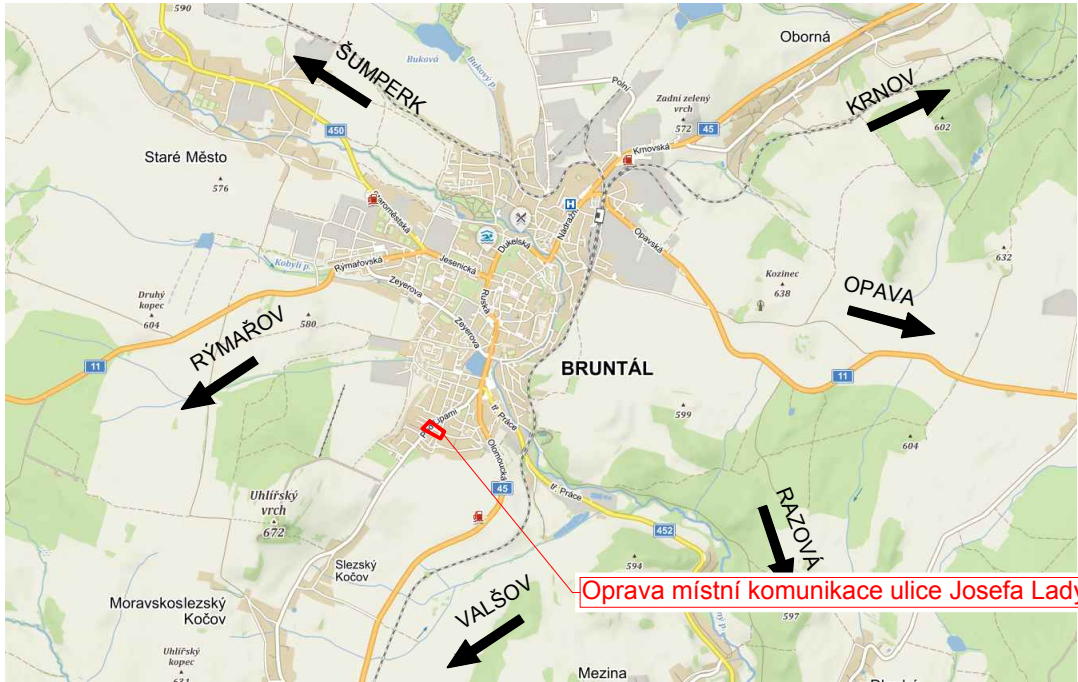 590
Buková
Bukový p.
Oborná
ŠUMPERK
Polní
Zadní zelený
vrch
572
45
KRNOV
602
450
Krnovská
Staré Město
576
Staroměstská
H
Nádražní
Dukelská
Opavská
632
Kobylí p.
Rýmařovská
Jesenická
Zeyerova
Ruská
Kozinec
638
Druhý
kopec
604
580
Zeyerova
OPAVA
RÝMAŘOV
11
BRUNTÁL
11
599
tř. Práce
604
Olomoucká
45
tř. Práce
Uhlířský
vrch
672
452
RAZOVÁ
594
Slezský
Kočov
Oprava místní komunikace ulice Josefa Lady
Moravskoslezský
Kočov
VALŠOV
597
Uhlířský
kopec
Mezina